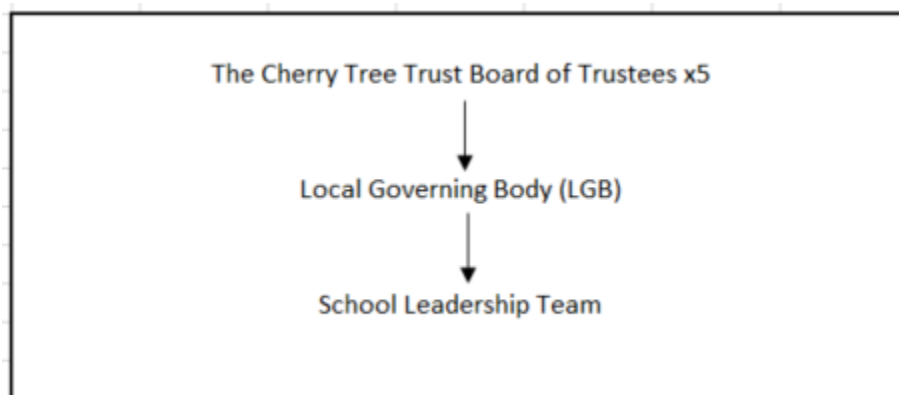 The Cherry Tree Trust Board of Trustees x5
Local Governing Body (LGB)
School Leadership Team